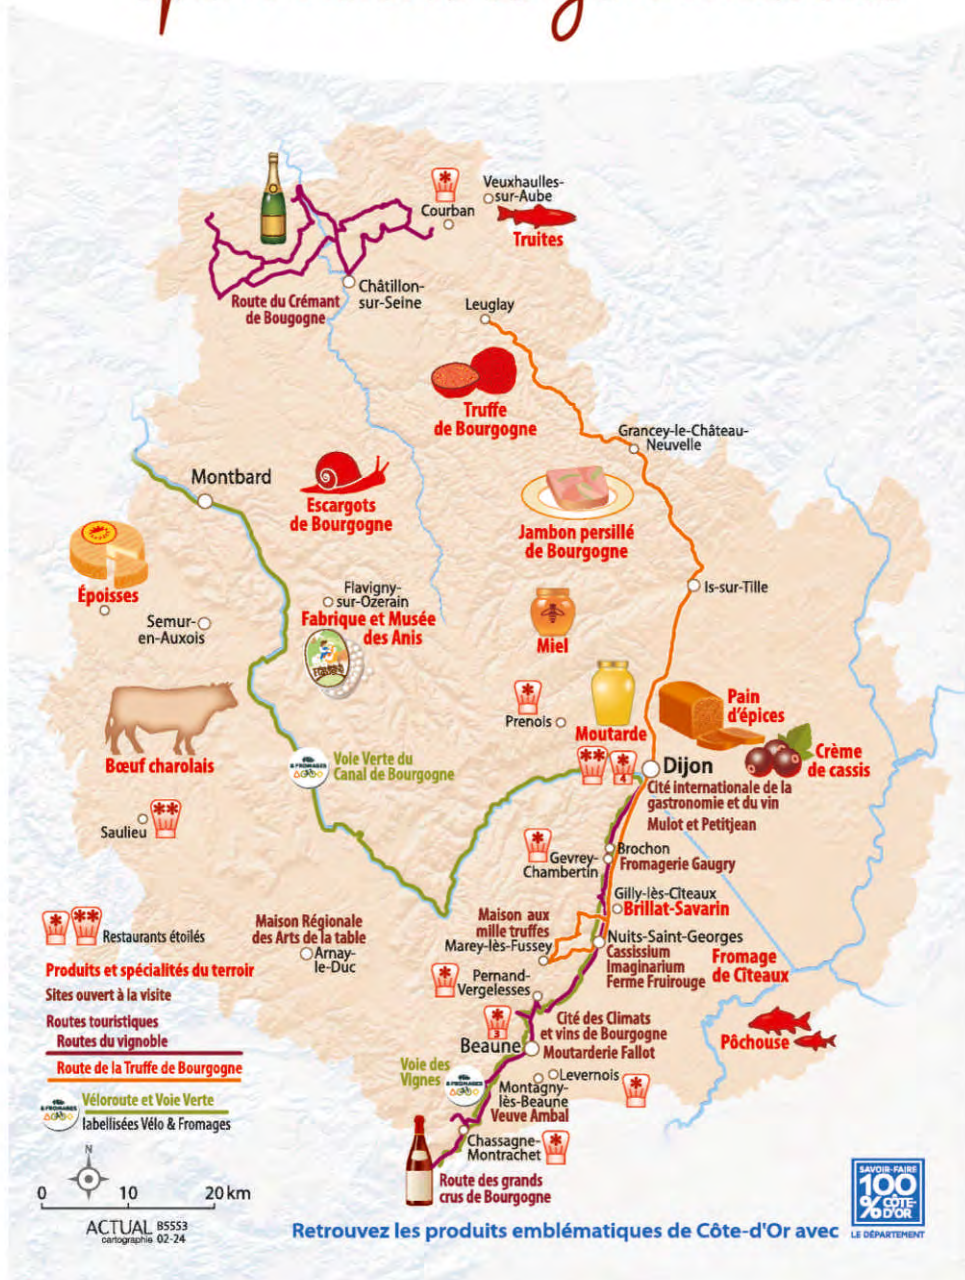 Veuxhaulles-
sur-Aube
Courban
Truites
Châtillon-
sur-Seine
Route du Crémant
de Bougogne
Leuglay
Truffe
de Bourgogne
Grancey-le-Château-
Neuvelle
Montbard
Escargots
de Bourgogne
Jambon persillé
de Bourgogne
Époisses
Is-sur-Tille
Flavigny-
sur-Ozerain
Fabrique et Musée
des Anis
Semur-
en-Auxois
Miel
Prenois
Moutarde
Pain
d'épices
Crème
de cassis
Bœuf charolais
& FROMAGES
Voie Verte du
Canal de Bourgogne
4
Dijon
Cité internationale de la
gastronomie et du vin
Mulot et Petitjean
Saulieu
Brochon
Gevrey-
Chambertin
Fromagerie Gaugry
Gilly-lès-Cîteaux
Brillat-Savarin
Maison Régionale
des Arts de la table
Arnay-
le-Duc
Maison aux
mille truffes
Marey-lès-Fussey
Nuits-Saint-Georges
Cassissium
Imaginarium
Ferme Fruirouge
Fromage
de Cîteaux
Pernand-
Vergelesses
3
Beaune
Cité des Climats
et vins de Bourgogne
Moutarderie Fallot
Pôchouse
Voie des
Vignes
& FROMAGES
Levernois
Montagny-
lès-Beaune
Veuve Ambal
Chassagne-
Montrachet
Route des grands
crus de Bourgogne
Restaurants étoilés
Produits et spécialités du terroir
Sites ouvert à la visite
Routes touristiques
Routes du vignoble
Route de la Truffe de Bourgogne
& FROMAGES
Véloroute et Voie Verte
labellisées Vélo & Fromages
N
0 10 20 km
ACTUAL B5553
cartographie 02-24
Retrouvez les produits emblématiques de Côte-d'Or avec
SAVOIR-FAIRE
100
% CÔTE-
D'OR
LE DÉPARTEMENT